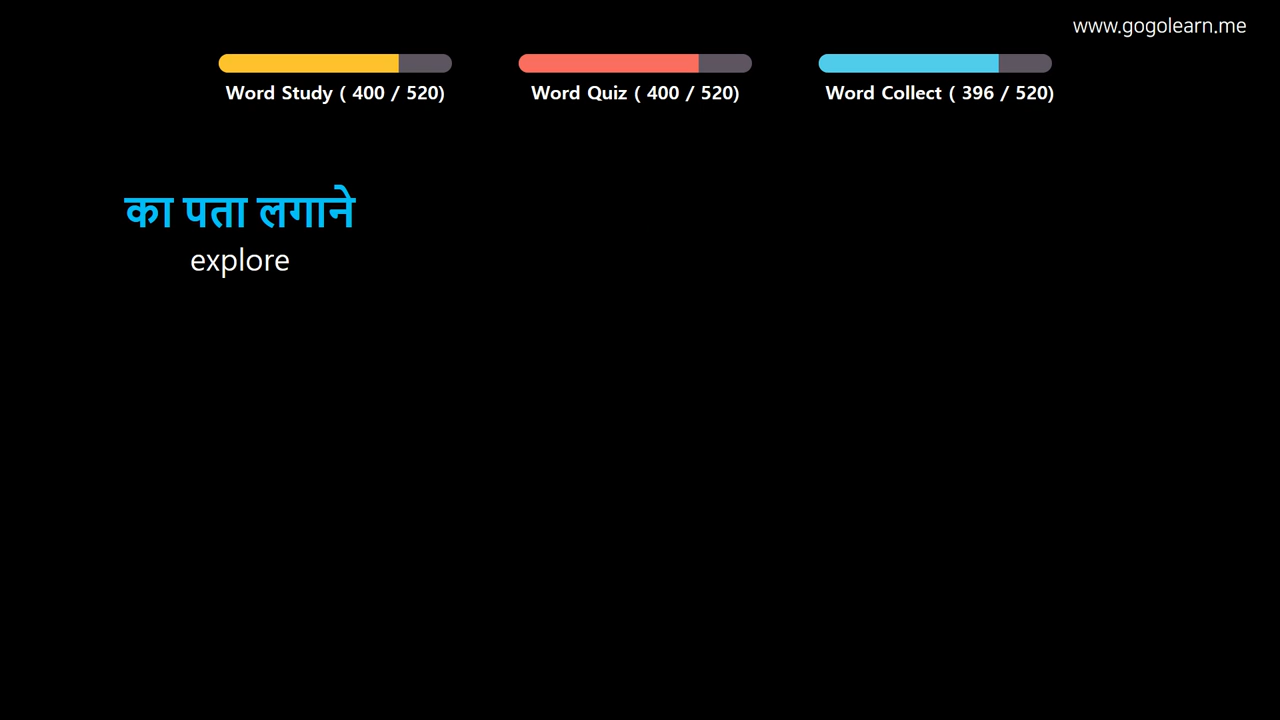 www.gogolearn.me
Word Study ( 400 / 520)
Word Quiz ( 400 / 520)
Word Collect ( 396 / 520)
का पता लगाने
explore